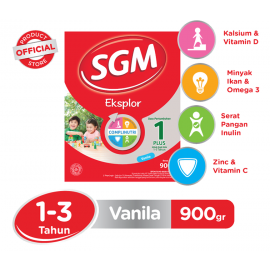 PRODUCT
OFFICIAL
STORE
SGM
Eksplor
COMPLINUTRI
1
PLUS
900
Kalsium &
Vitamin D
Minyak
Ikan &
Omega 3
Serat
Pangan
Inulin
Zinc &
Vitamin C
1-3
Tahun
Vanila
900gr